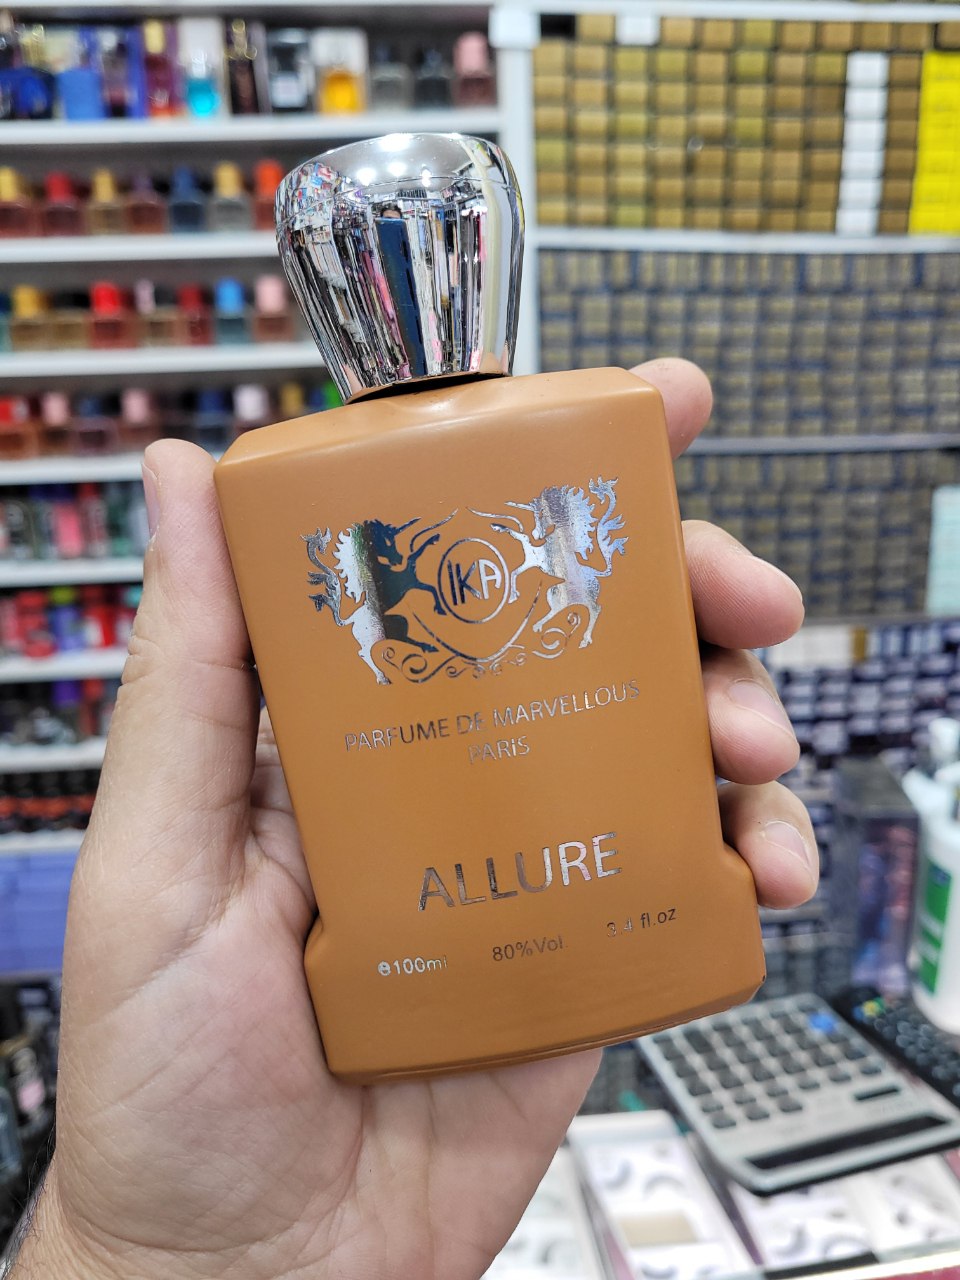 IKA
PARFUME DE MARVELLOUS
PARIS
ALLURE
℮100ml 80%Vol. 3.4 fl.oz